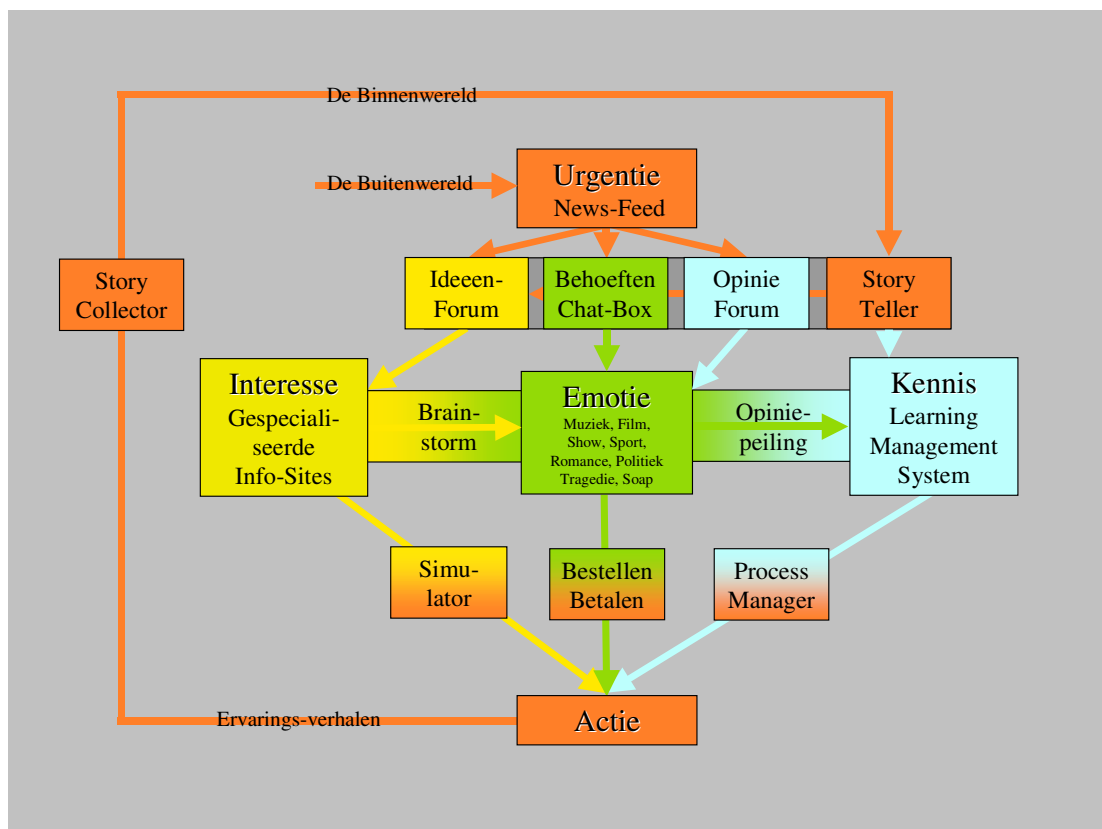 De Binnenwereld
De Buitenwereld
Urgentie
News-Feed
Story
Collector
Ideeen-
Forum
Behoeften
Chat-Box
Opinie
Forum
Story
Teller
Interesse
Gespeciali-
seerde
Info-Sites
Brain-
storm
Emotie
Muziek, Film,
Show, Sport,
Romance, Politiek
Tragedie, Soap
Opinie-
peiling
Kennis
Learning
Management
System
Simu-
lator
Bestellen
Betalen
Process
Manager
Ervarings-verhalen
Actie